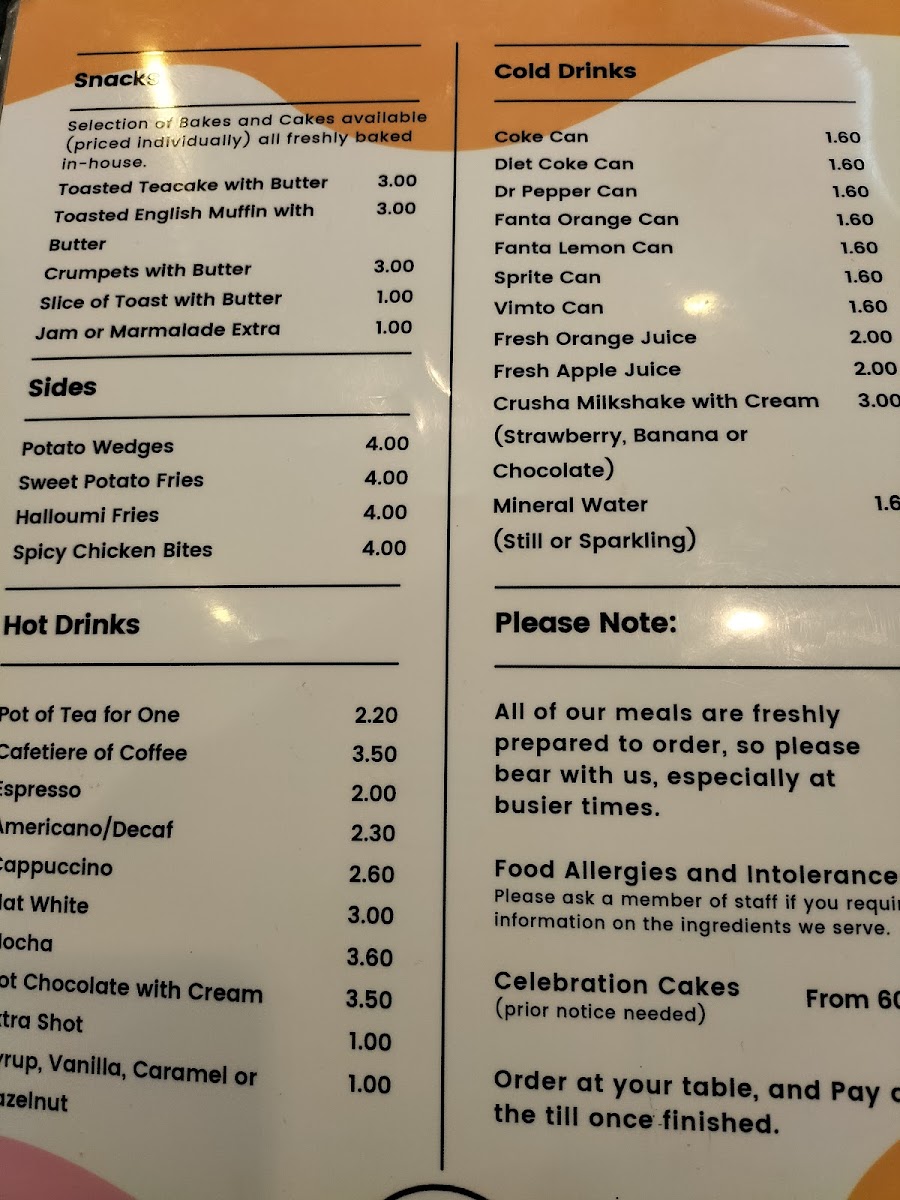 Snacks
Selection of Bakes and Cakes available
(priced individually) all freshly baked
in-house.
Toasted Teacake with Butter 3.00
Toasted English Muffin with 3.00
Butter
Crumpets with Butter 3.00
Slice of Toast with Butter 1.00
Jam or Marmalade Extra 1.00
Sides
Potato Wedges 4.00
Sweet Potato Fries 4.00
Halloumi Fries 4.00
Spicy Chicken Bites 4.00
Hot Drinks
Pot of Tea for One 2.20
Cafetiere of Coffee 3.50
Espresso 2.00
Americano/Decaf 2.30
Cappuccino 2.60
lat White 3.00
ocha 3.60
ot Chocolate with Cream 3.50
tra Shot 1.00
yrup, Vanilla, Caramel or 1.00
azelnut
Cold Drinks
Coke Can 1.60
Diet Coke Can 1.60
Dr Pepper Can 1.60
Fanta Orange Can 1.60
Fanta Lemon Can 1.60
Sprite Can 1.60
Vimto Can 1.60
Fresh Orange Juice 2.00
Fresh Apple Juice 2.00
Crusha Milkshake with Cream 3.00
(Strawberry, Banana or
Chocolate)
Mineral Water 1.6
(Still or Sparkling)
Please Note:
All of our meals are freshly
prepared to order, so please
bear with us, especially at
busier times.
Food Allergies and Intolerance
Please ask a member of staff if you requi
information on the ingredients we serve.
Celebration Cakes From 60
(prior notice needed)
Order at your table, and Pay
the till once finished.